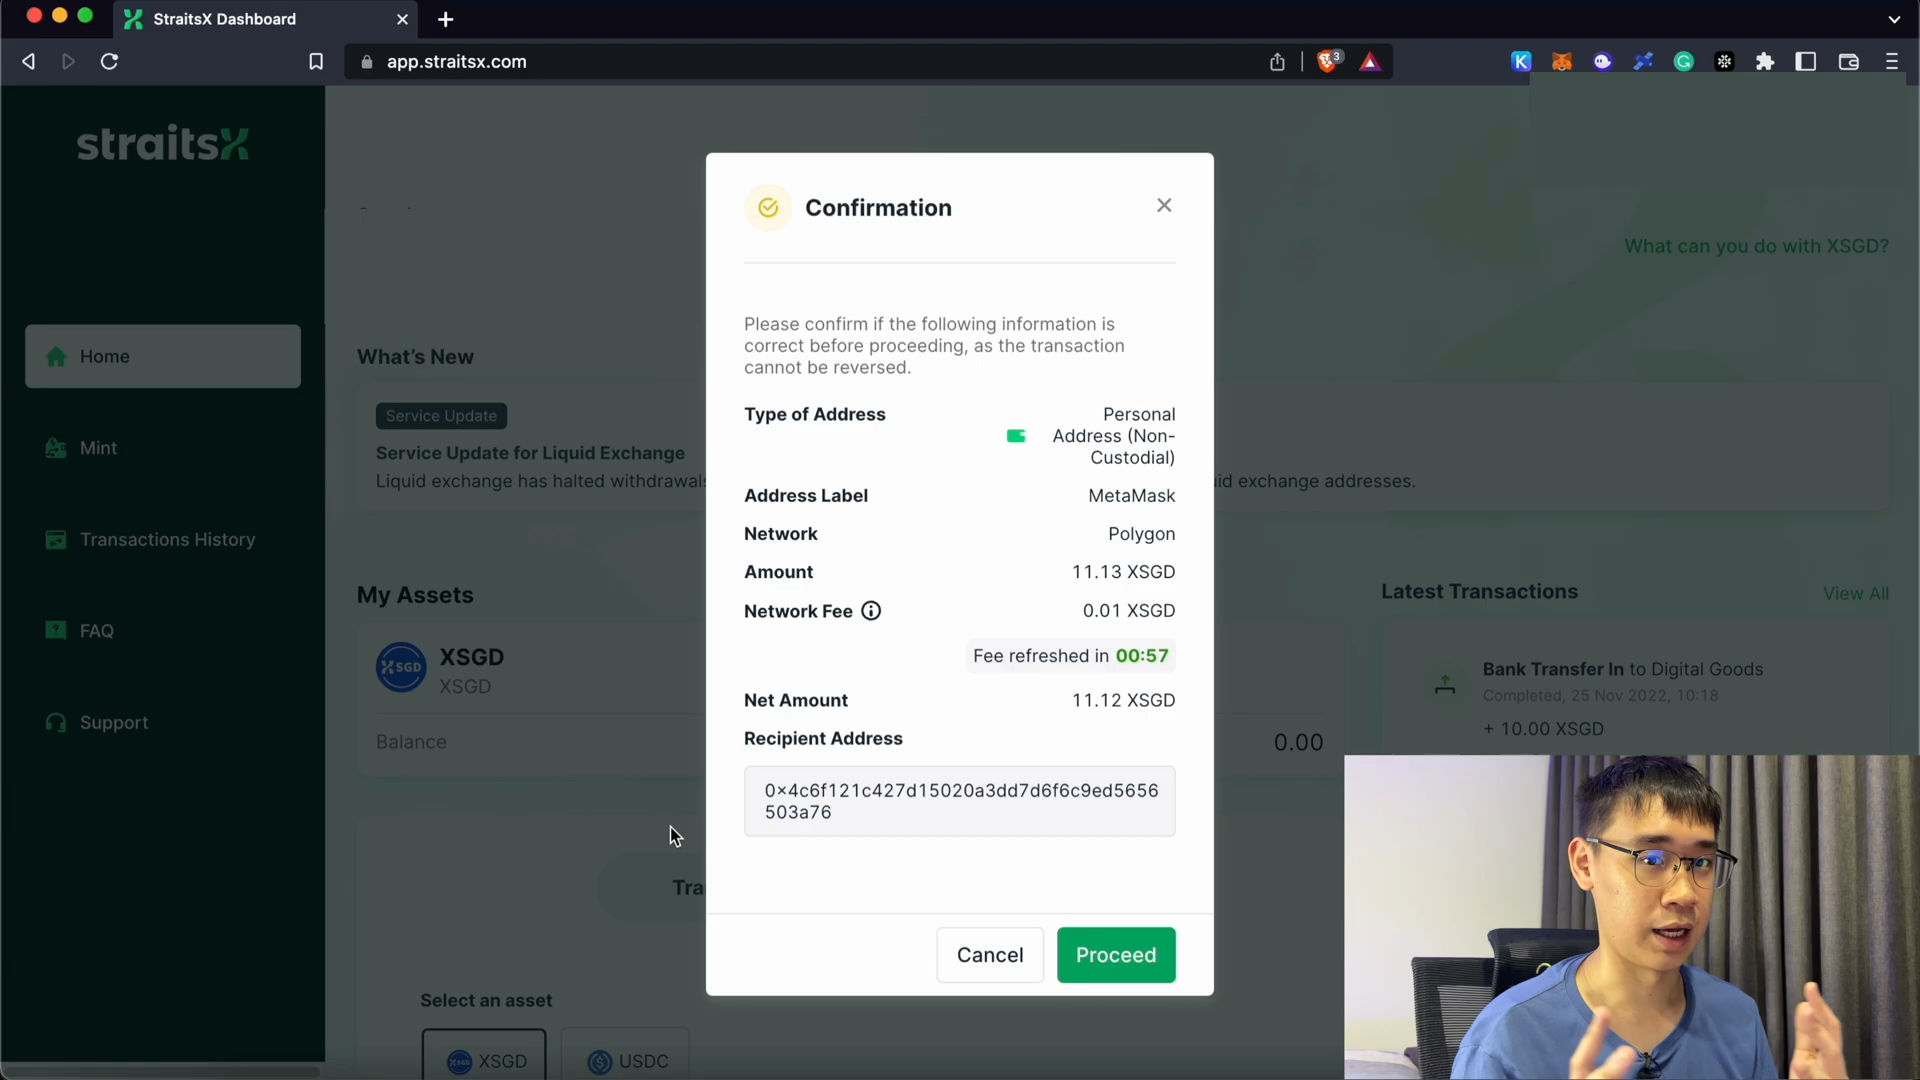 StraitsX Dashboard
app.straitsx.com
3
straitsX
What can you do with XSGD?
Home
Mint
Transactions History
FAQ
Support
What's New
Service Update
Service Update for Liquid Exchange
Liquid exchange has halted withdrawals
exchange addresses.
My Assets
XSGD
XSGD
XSGD
Balance
0.00
Latest Transactions
View All
Bank Transfer In to Digital Goods
Completed, 25 Nov 2022, 10:18
+ 10.00 XSGD
Select an asset
XSGD
USDC
Confirmation
Please confirm if the following information is
correct before proceeding, as the transaction
cannot be reversed.
Type of Address
Personal
Address (Non-
Custodial)
Address Label MetaMask
Network Polygon
Amount 11.13 XSGD
Network Fee 0.01 XSGD
Fee refreshed in 00:57
Net Amount 11.12 XSGD
Recipient Address
0x4c6f121c427d15020a3dd7d6f6c9ed5656
503a76
Cancel
Proceed